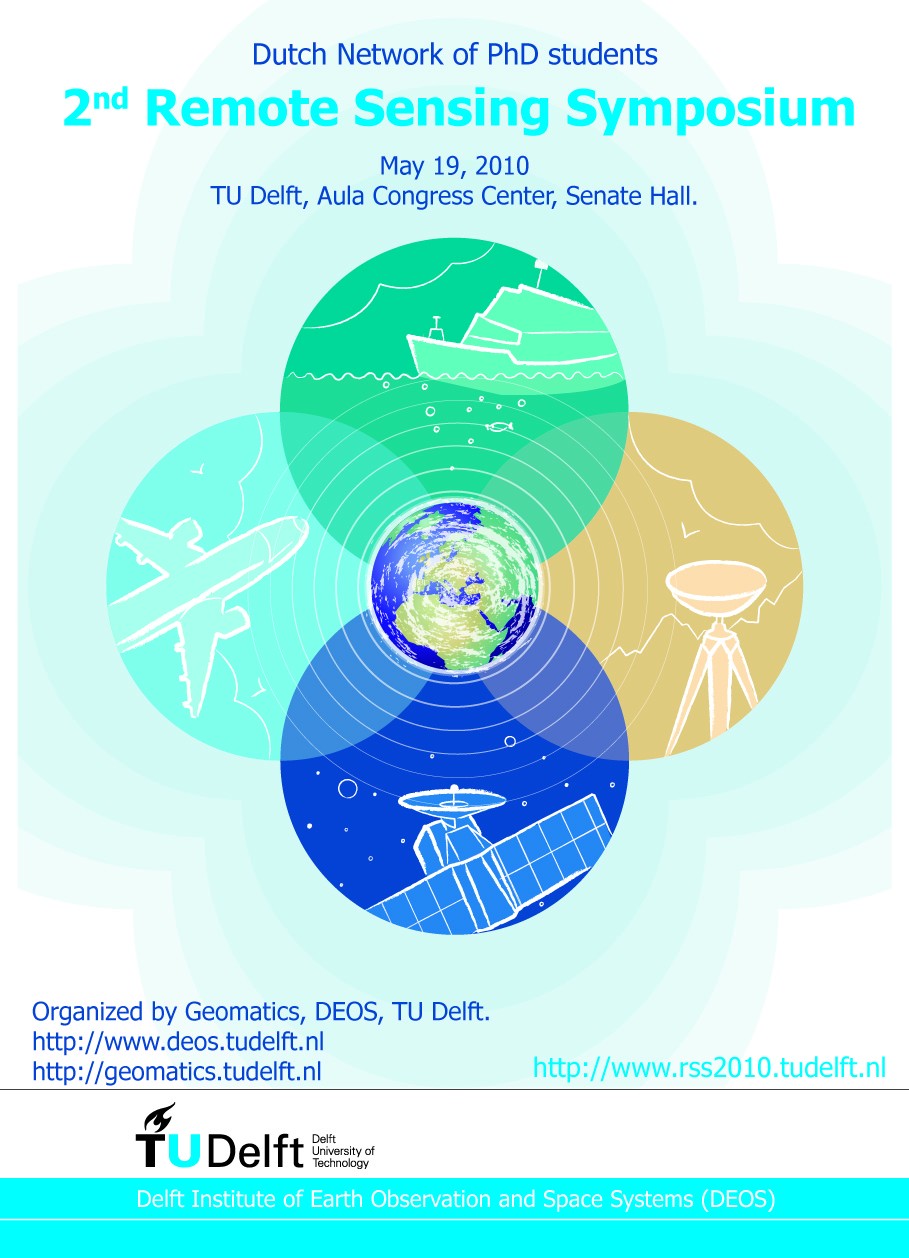 Dutch Network of PhD students
2nd Remote Sensing Symposium
May 19, 2010
TU Delft, Aula Congress Center, Senate Hall.
Organized by Geomatics, DEOS, TU Delft.
http://www.deos.tudelft.nl
http://geomatics.tudelft.nl
http://www.rss2010.tudelft.nl
TU Delft
Delft
University of
Technology
Delft Institute of Earth Observation and Space Systems (DEOS)